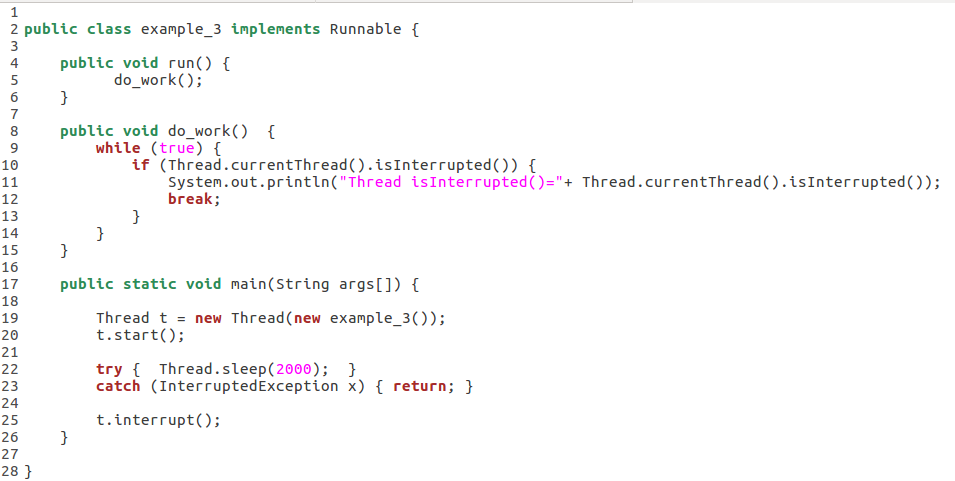 1
2 public class example_3 implements Runnable {
3
4     public void run() {
5           do_work();
6     }
7
8     public void do_work()  {
9         while (true) {
10             if (Thread.currentThread().isInterrupted()) {
11                 System.out.println("Thread isInterrupted()="+ Thread.currentThread().isInterrupted());
12                 break;
13             }
14         }
15     }
16
17     public static void main(String args[]) {
18
19         Thread t = new Thread(new example_3());
20         t.start();
21
22         try {  Thread.sleep(2000);  }
23         catch (InterruptedException x) { return; }
24
25         t.interrupt();
26     }
27
28 }